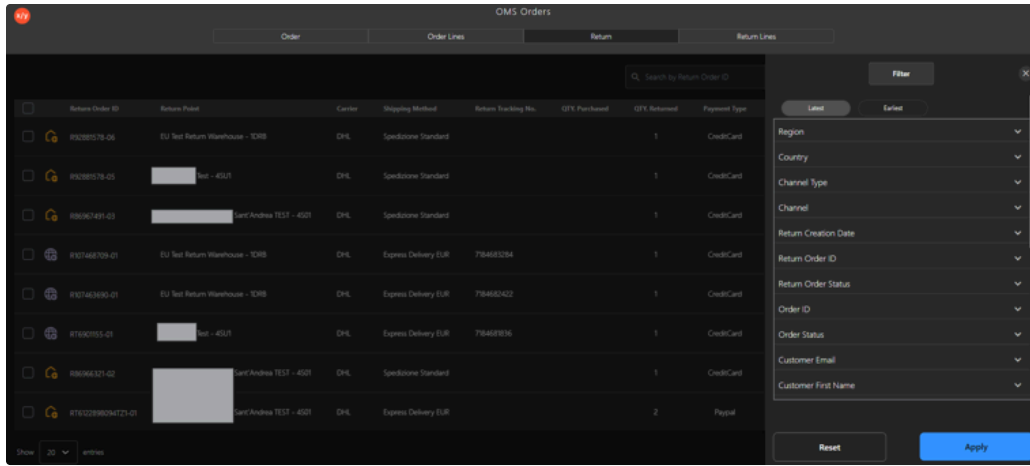 x/y
OMS Orders
Order Order Lines Return Return Lines
Search by Return Order ID
Filter
Latest Earliest
Return Order ID Return Point Carrier Shipping Method Return Tracking No. QTY. Purchased QTY. Returned Payment Type
R92881578-06 EU Test Return Warehouse - 1DRB DHL Spedizione Standard 1 CreditCard
R92881578-05 Test - 4SU1 DHL Spedizione Standard 1 CreditCard
R86967491-03 Sant'Andrea TEST - 4S01 DHL Spedizione Standard 1 CreditCard
R107468709-01 EU Test Return Warehouse - 1DRB DHL Express Delivery EUR 7184683284 1 CreditCard
R107463690-01 EU Test Return Warehouse - 1DRB DHL Express Delivery EUR 7184682422 1 CreditCard
Test - 4SU1 DHL Express Delivery EUR 7184681836 1 CreditCard
R86966321-02 Sant'Andrea TEST - 4S01 DHL Spedizione Standard 1 CreditCard
Sant'Andrea TEST - 4S01 DHL Express Delivery EUR 2 Paypal
Region
Country
Channel Type
Channel
Return Creation Date
Return Order ID
Return Order Status
Order ID
Order Status
Customer Email
Customer First Name
Show 20 entries
Reset Apply